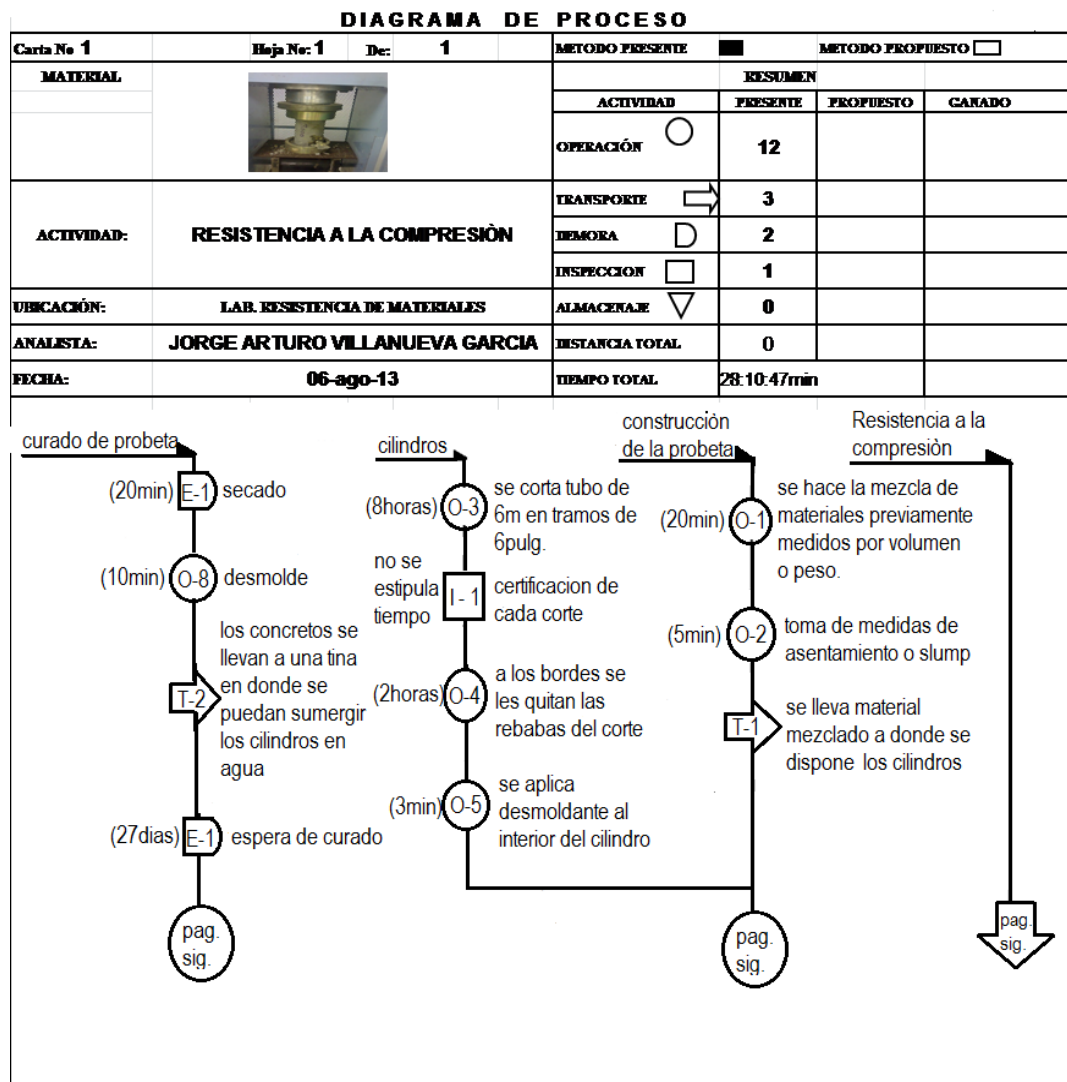 DIAGRAMA DE PROCESO
Carta No 1 Hoja No: 1 De: 1 METODO PRESENTE METODO PROPUESTO
MATERIAL RESUMEN
ACTIVIDAD PRESENTE PROPUESTO GANADO
OPERACIÓN 12
TRANSPORTE 3
ACTIVIDAD: RESISTENCIA A LA COMPRESIÒN DEMORA 2
INSPECCION 1
UBICACIÓN: LAB. RESISTENCIA DE MATERIALES ALMACENAJE 0
ANALISTA: JORGE ARTURO VILLANUEVA GARCIA DISTANCIA TOTAL 0
FECHA: 06-ago-13 TIEMPO TOTAL 28:10:47min
curado de probeta
(20min) E-1 secado
(10min) O-8 desmolde
T-2
los concretos se
llevan a una tina
en donde se
puedan sumergir
los cilindros en
agua
(27dias) E-1 espera de curado
pag.
sig.
cilindros
(8horas) O-3
se corta tubo de
6m en tramos de
6pulg.
no se
estipula
tiempo
I - 1
certificacion de
cada corte
(2horas) O-4
a los bordes se
les quitan las
rebabas del corte
(3min) O-5
se aplica
desmoldante al
interior del cilindro
construcciòn
de la probeta
(20min) O-1
se hace la mezcla de
materiales previamente
medidos por volumen
o peso.
(5min) O-2
toma de medidas de
asentamiento o slump
T-1
se lleva material
mezclado a donde se
dispone los cilindros
pag.
sig.
Resistencia a la
compresiòn
pag.
sig.